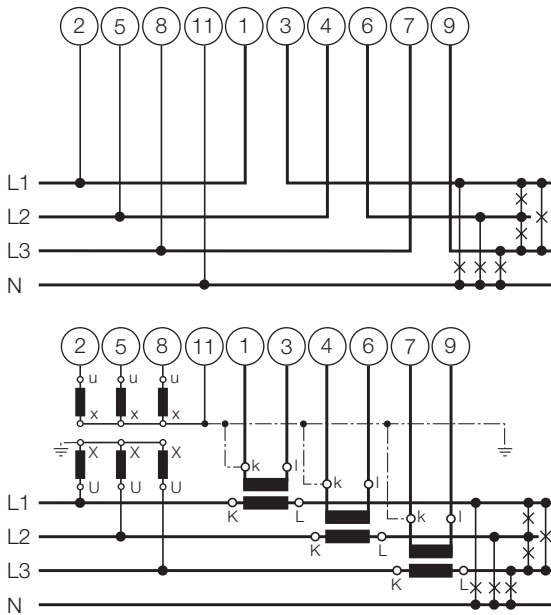 2 5 8 11 1 3 4 6 7 9
L1
L2
L3
N
2 5 8 11 1 3 4 6 7 9
u u u
x x x
X X X
k l k l
U U U
L1
K L k l
L2
K L
L3
K L
N